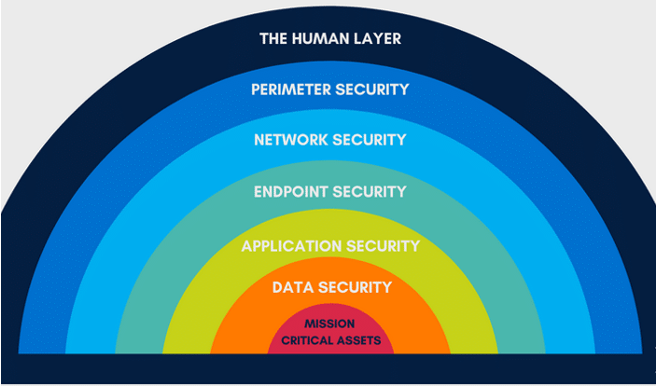 THE HUMAN LAYER
PERIMETER SECURITY
NETWORK SECURITY
ENDPOINT SECURITY
APPLICATION SECURITY
DATA SECURITY
MISSION
CRITICAL ASSETS